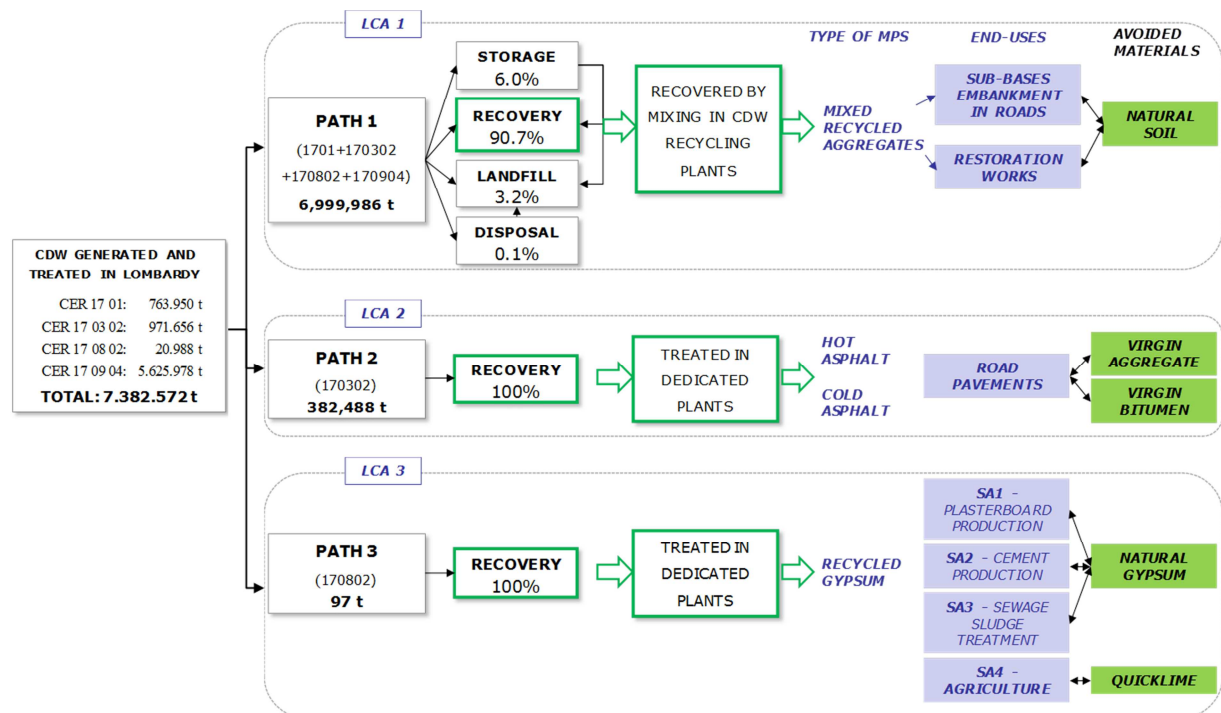 LCA 1
TYPE OF MPS
END-USES
AVOIDED
MATERIALS
STORAGE
6.0%
RECOVERY
90.7%
LANDFILL
3.2%
DISPOSAL
0.1%
PATH 1
(1701+170302
+170802+170904)
6,999,986 t
RECOVERED BY
MIXING IN CDW
RECYCLING
PLANTS
MIXED
RECYCLED
AGGREGATES
SUB-BASES
EMBANKMENT
IN ROADS
RESTORATION
WORKS
NATURAL
SOIL
CDW GENERATED AND
TREATED IN LOMBARDY
CER 17 01: 763.950 t
CER 17 03 02: 971.656 t
CER 17 08 02: 20.988 t
CER 17 09 04: 5.625.978 t
TOTAL: 7.382.572 t
LCA 2
PATH 2
(170302)
382,488 t
RECOVERY
100%
TREATED IN
DEDICATED
PLANTS
HOT
ASPHALT
COLD
ASPHALT
ROAD
PAVEMENTS
VIRGIN
AGGREGATE
VIRGIN
BITUMEN
LCA 3
PATH 3
(170802)
97 t
RECOVERY
100%
TREATED IN
DEDICATED
PLANTS
RECYCLED
GYPSUM
SA1 -
PLASTERBOARD
PRODUCTION
SA2 - CEMENT
PRODUCTION
SA3 - SEWAGE
SLUDGE
TREATMENT
SA4 -
AGRICULTURE
NATURAL
GYPSUM
QUICKLIME